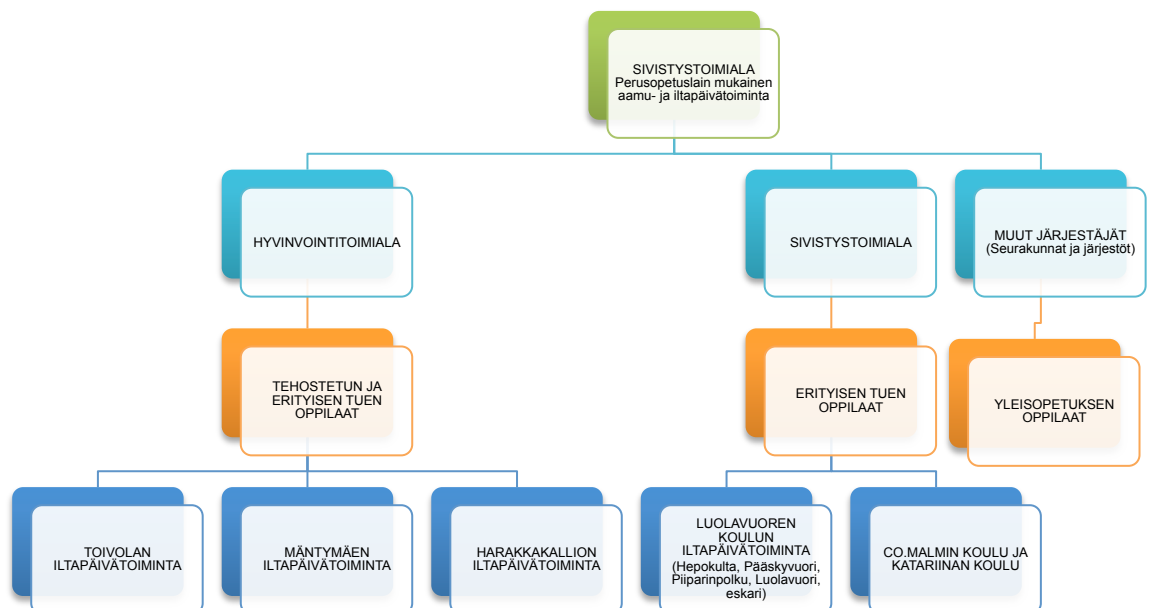 SIVISTYSTOIMIALA
Perusopetuslain mukainen
aamu- ja iltapäivätoiminta
HYVINVOINTITOIMIALA
SIVISTYSTOIMIALA
MUUT JÄRJESTÄJÄT
(Seurakunnat ja järjestöt)
TEHOSTETUN JA
ERITYISEN TUEN
OPPILAAT
ERITYISEN TUEN
OPPILAAT
YLEISOPETUKSEN
OPPILAAT
TOIVOLAN
ILTAPÄIVÄTOIMINTA
MÄNTYMÄEN
ILTAPÄIVÄTOIMINTA
HARAKKAKALLION
ILTAPÄIVÄTOIMINTA
LUOLAVUOREN
KOULUN
ILTAPÄIVÄTOIMINTA
(Hepokulta, Pääskyvuori,
Piiparinpolku, Luolavuori,
eskari)
CO.MALMIN KOULU JA
KATARIINAN KOULU